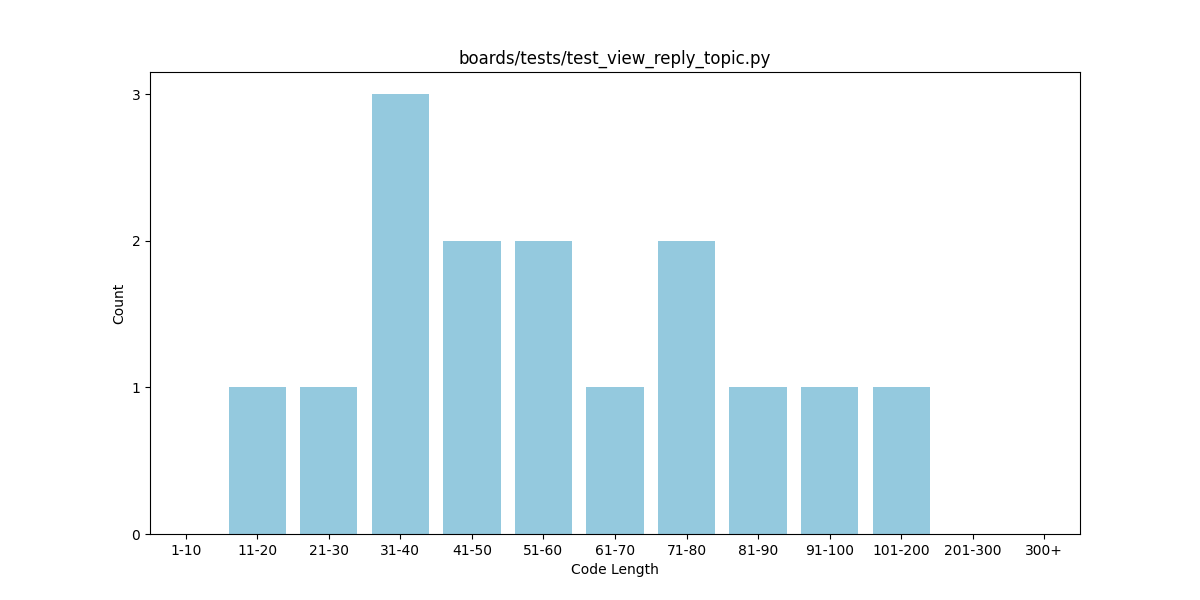 boards/tests/test_view_reply_topic.py
3
2
1
0
Count
1-10 11-20 21-30 31-40 41-50 51-60 61-70 71-80 81-90 91-100 101-200 201-300 300+
Code Length